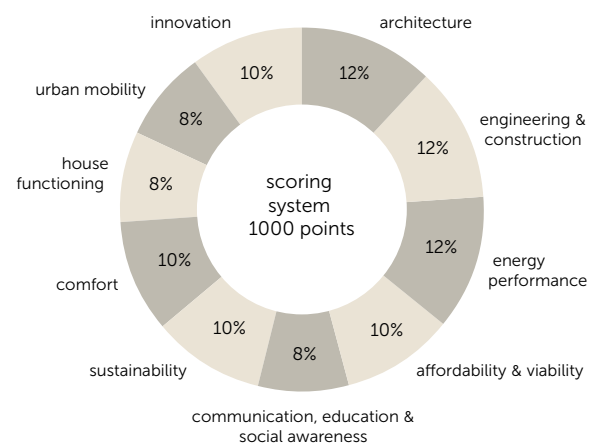 innovation
architecture
10%
12%
urban mobility
8%
engineering &
construction
12%
house
functioning
8%
scoring
system
1000 points
12%
energy
performance
10%
comfort
10%
10%
affordability & viability
sustainability
8%
communication, education &
social awareness